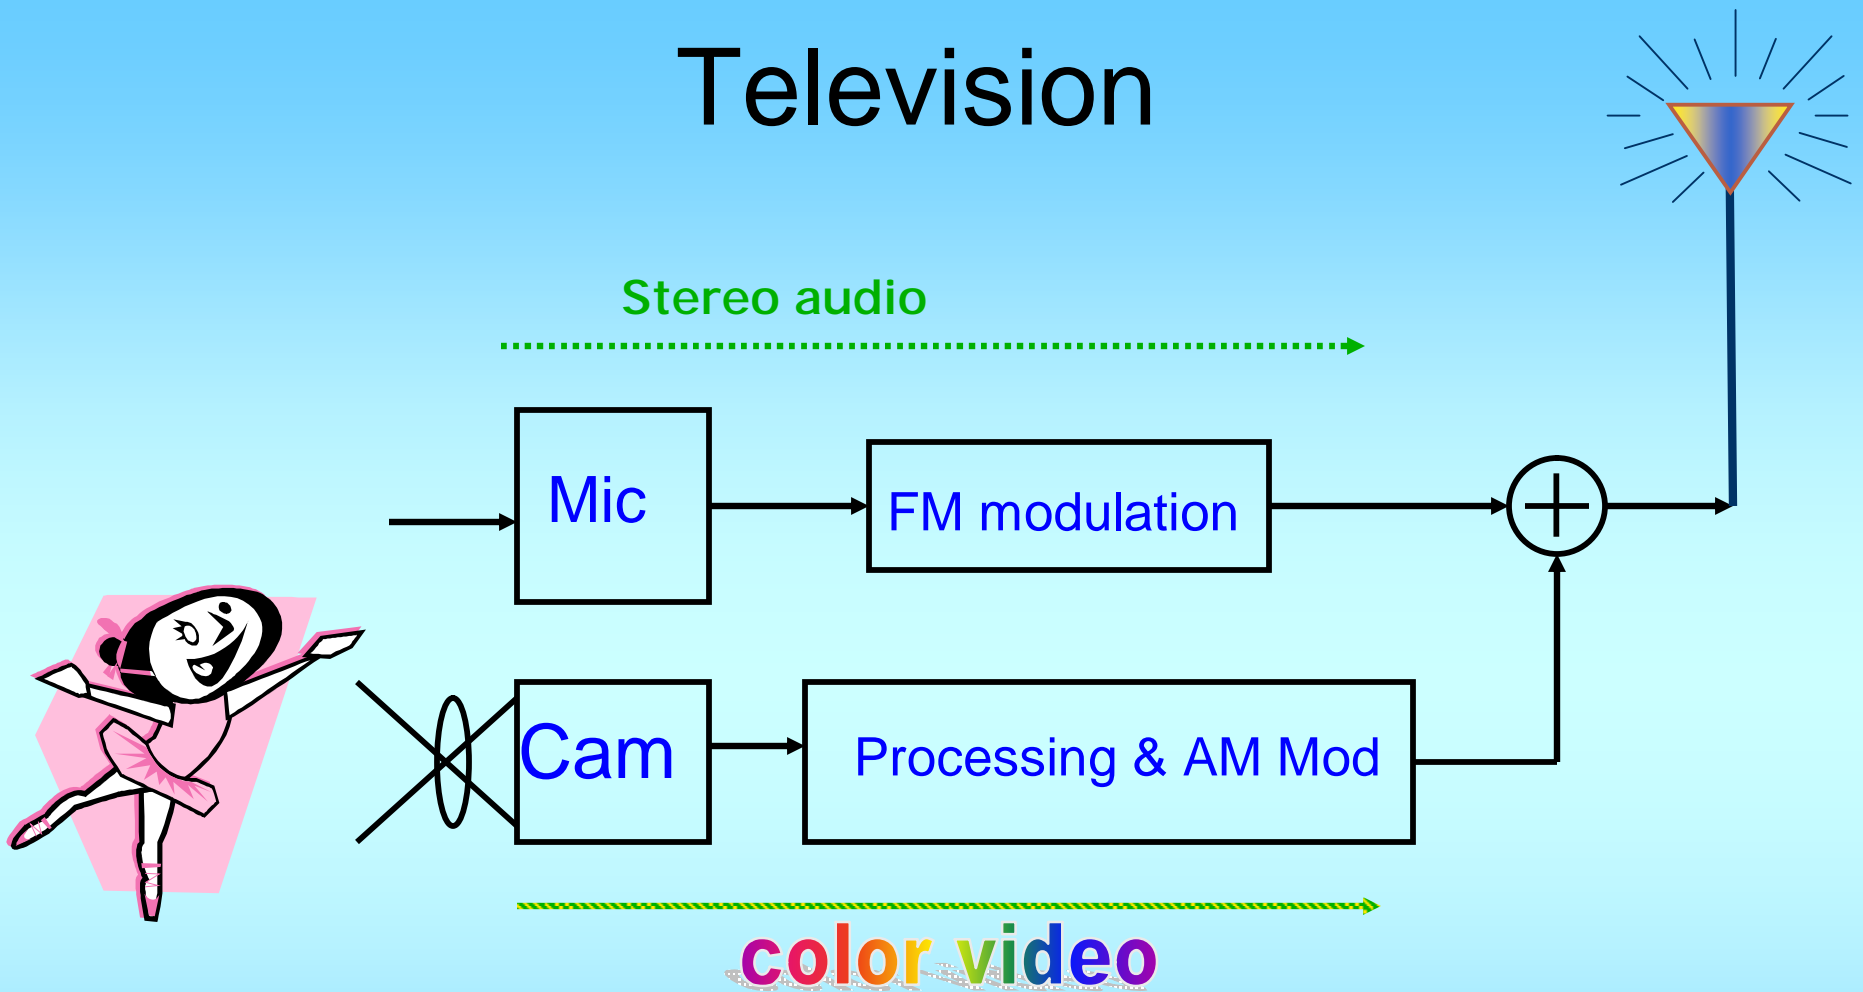 Television
Stereo audio
Mic
FM modulation
Cam
Processing & AM Mod
color video